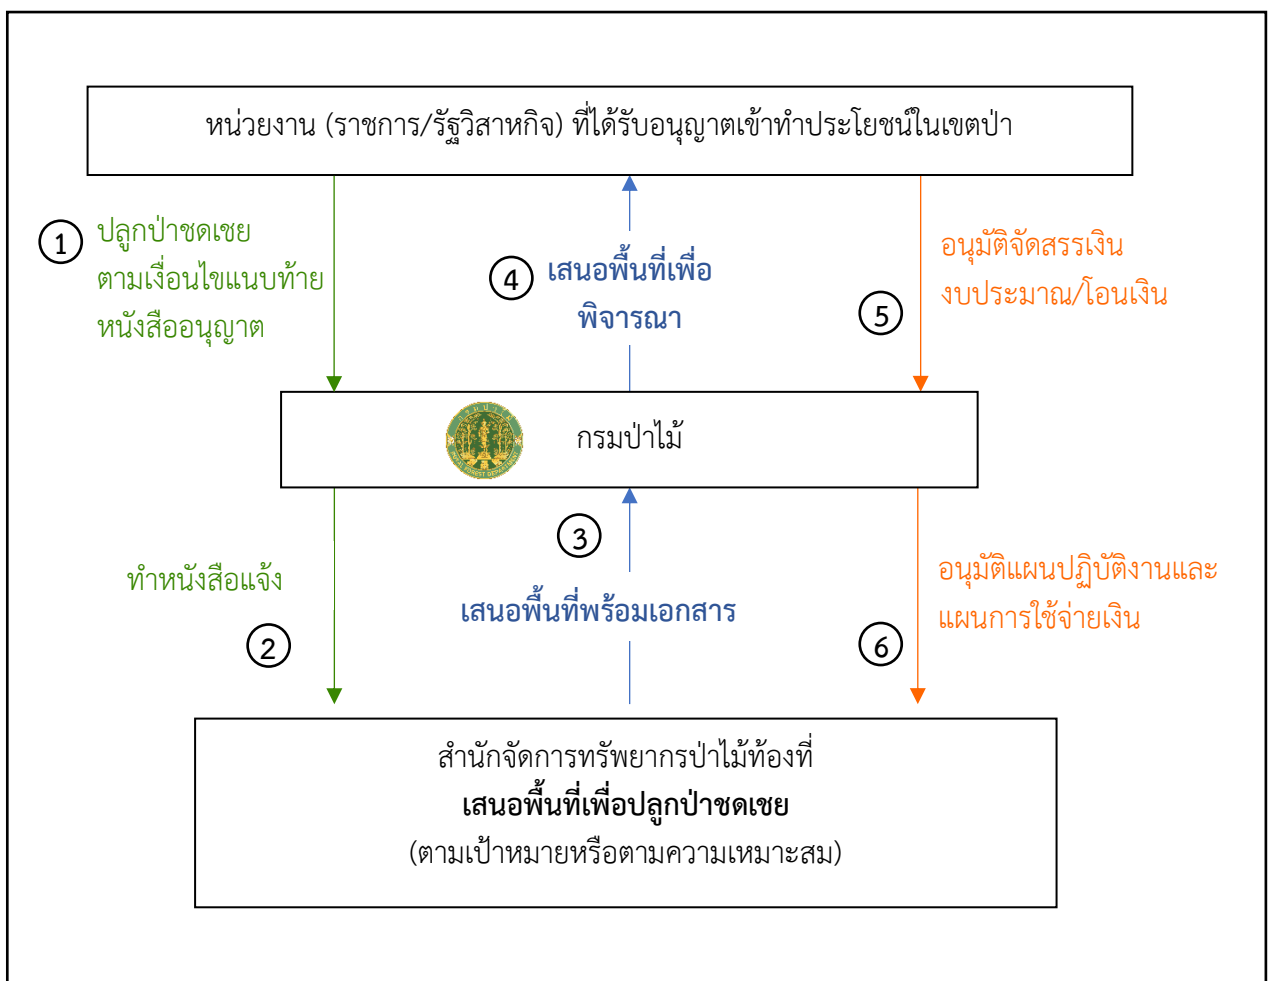 หน่วยงาน (ราชการ/รัฐวิสาหกิจ) ที่ได้รับอนุญาตเข้าทำประโยชน์ในเขตป่า
1
ปลูกป่าชดเชย
ตามเงื่อนไขแนบท้าย
หนังสืออนุญาต
4
เสนอพื้นที่เพื่อ
พิจารณา
อนุมัติจัดสรรเงิน
งบประมาณ/โอนเงิน
5
กรมป่าไม้
ROYAL FOREST DEPARTMENT
กรมป่าไม้
ทำหนังสือแจ้ง
2
3
เสนอพื้นที่พร้อมเอกสาร
อนุมัติแผนปฏิบัติงานและ
แผนการใช้จ่ายเงิน
6
สำนักจัดการทรัพยากรป่าไม้ท้องที่
เสนอพื้นที่เพื่อปลูกป่าชดเชย
(ตามเป้าหมายหรือตามความเหมาะสม)